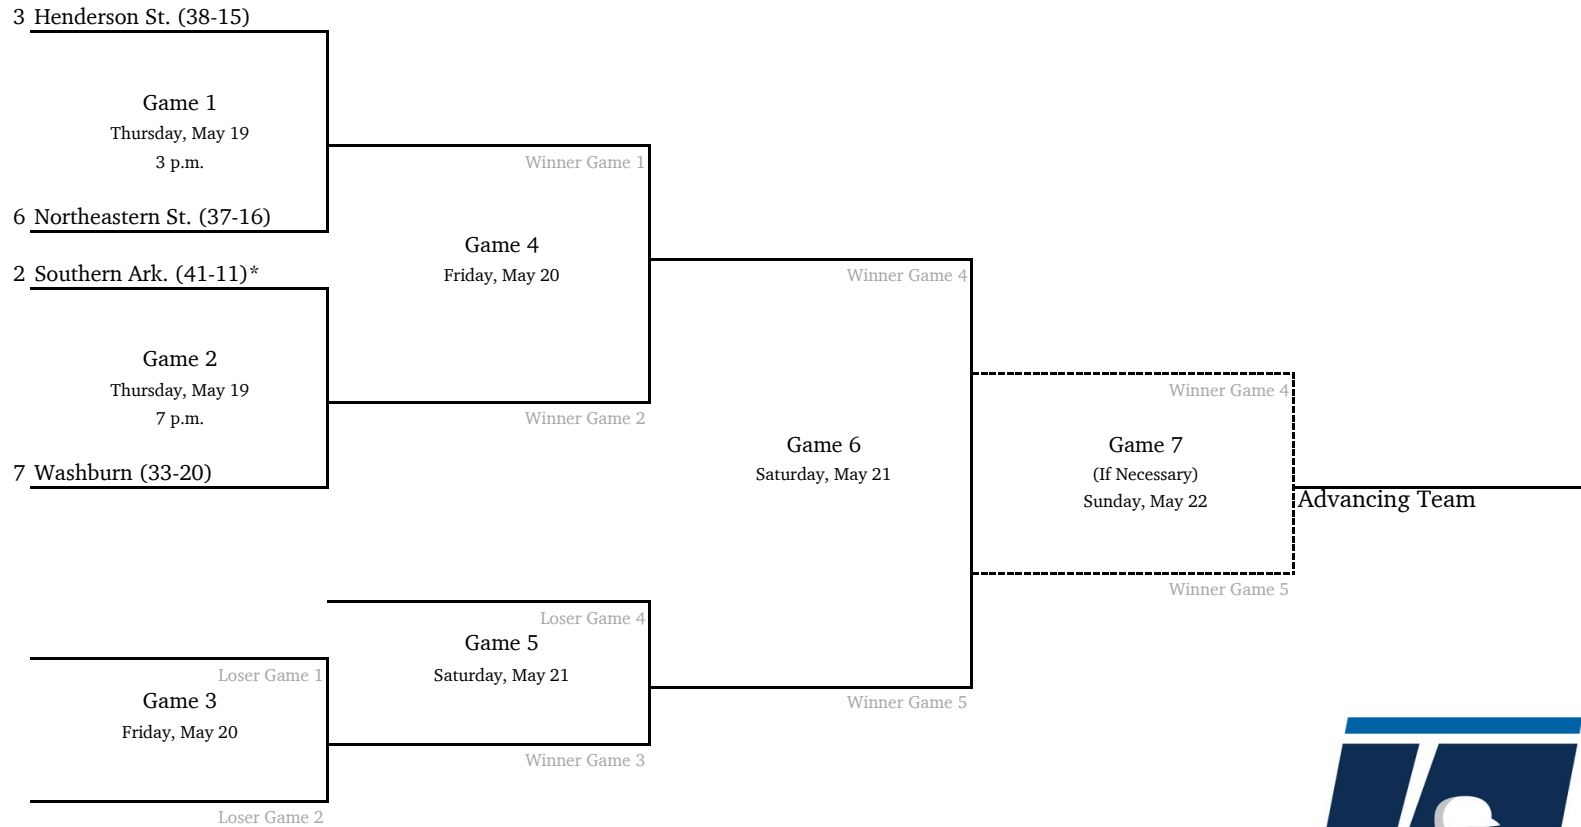 3 Henderson St. (38-15)
Game 1
Thursday, May 19
3 p.m.
6 Northeastern St. (37-16)
2 Southern Ark. (41-11)*
Game 2
Thursday, May 19
7 p.m.
7 Washburn (33-20)
Loser Game 1
Game 3
Friday, May 20
Loser Game 2
Winner Game 1
Game 4
Friday, May 20
Winner Game 2
Loser Game 4
Game 5
Saturday, May 21
Winner Game 3
Winner Game 4
Game 6
Saturday, May 21
Winner Game 5
Winner Game 4
Game 7
(If Necessary)
Sunday, May 22
Winner Game 5
Advancing Team